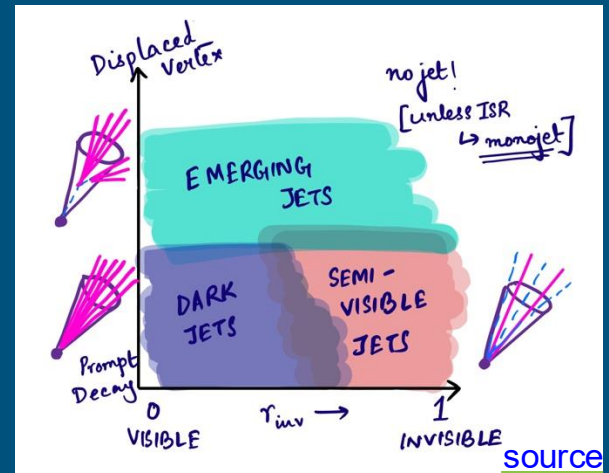 Displaced
Vertex
no jet!
[unless ISR
↳ monojet]
EMERGING
JETS
DARK
JETS
SEMI-
VISIBLE
JETS
Prompt
Decay
0
r_inv →
1
VISIBLE
INVISIBLE
source